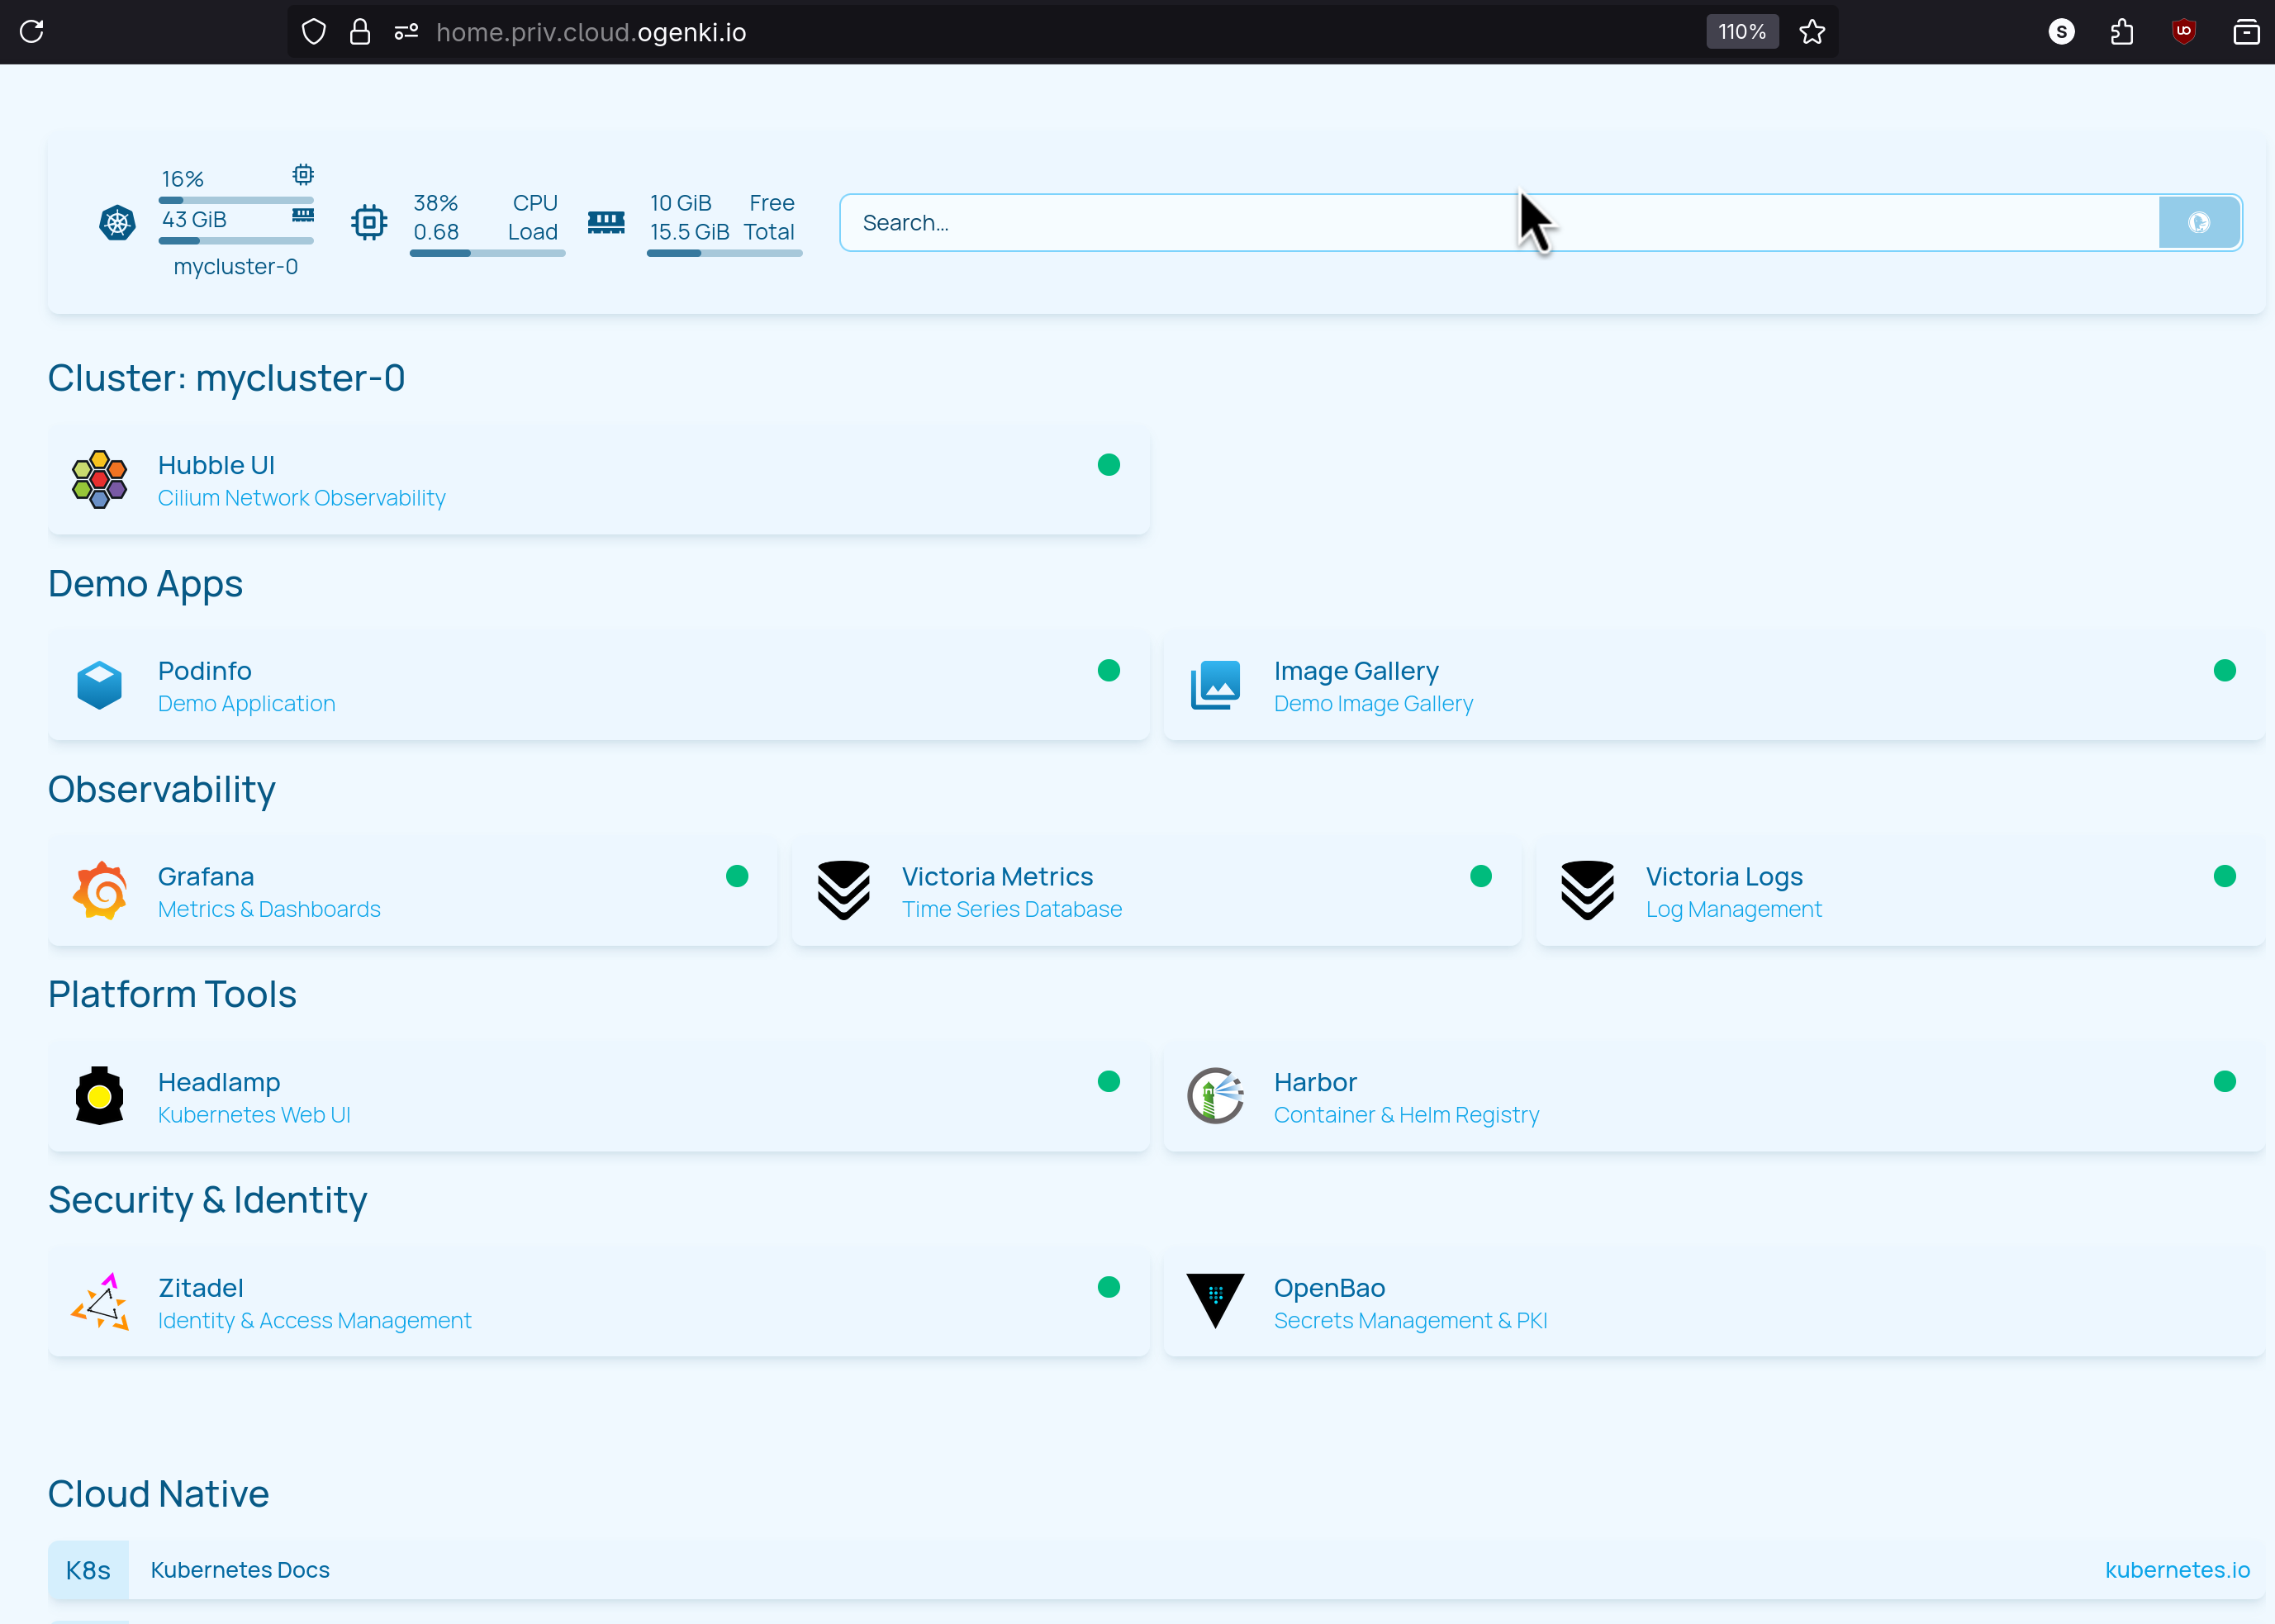 home.priv.cloud.ogenki.io
110%
S
16%
43 GiB
mycluster-0
38% CPU
0.68 Load
10 GiB Free
15.5 GiB Total
Search...
Cluster: mycluster-0
Hubble UI
Cilium Network Observability
Demo Apps
Podinfo
Demo Application
Image Gallery
Demo Image Gallery
Observability
Grafana
Metrics & Dashboards
Victoria Metrics
Time Series Database
Victoria Logs
Log Management
Platform Tools
Headlamp
Kubernetes Web UI
Harbor
Container & Helm Registry
Security & Identity
Zitadel
Identity & Access Management
OpenBao
Secrets Management & PKI
Cloud Native
K8s Kubernetes Docs kubernetes.io